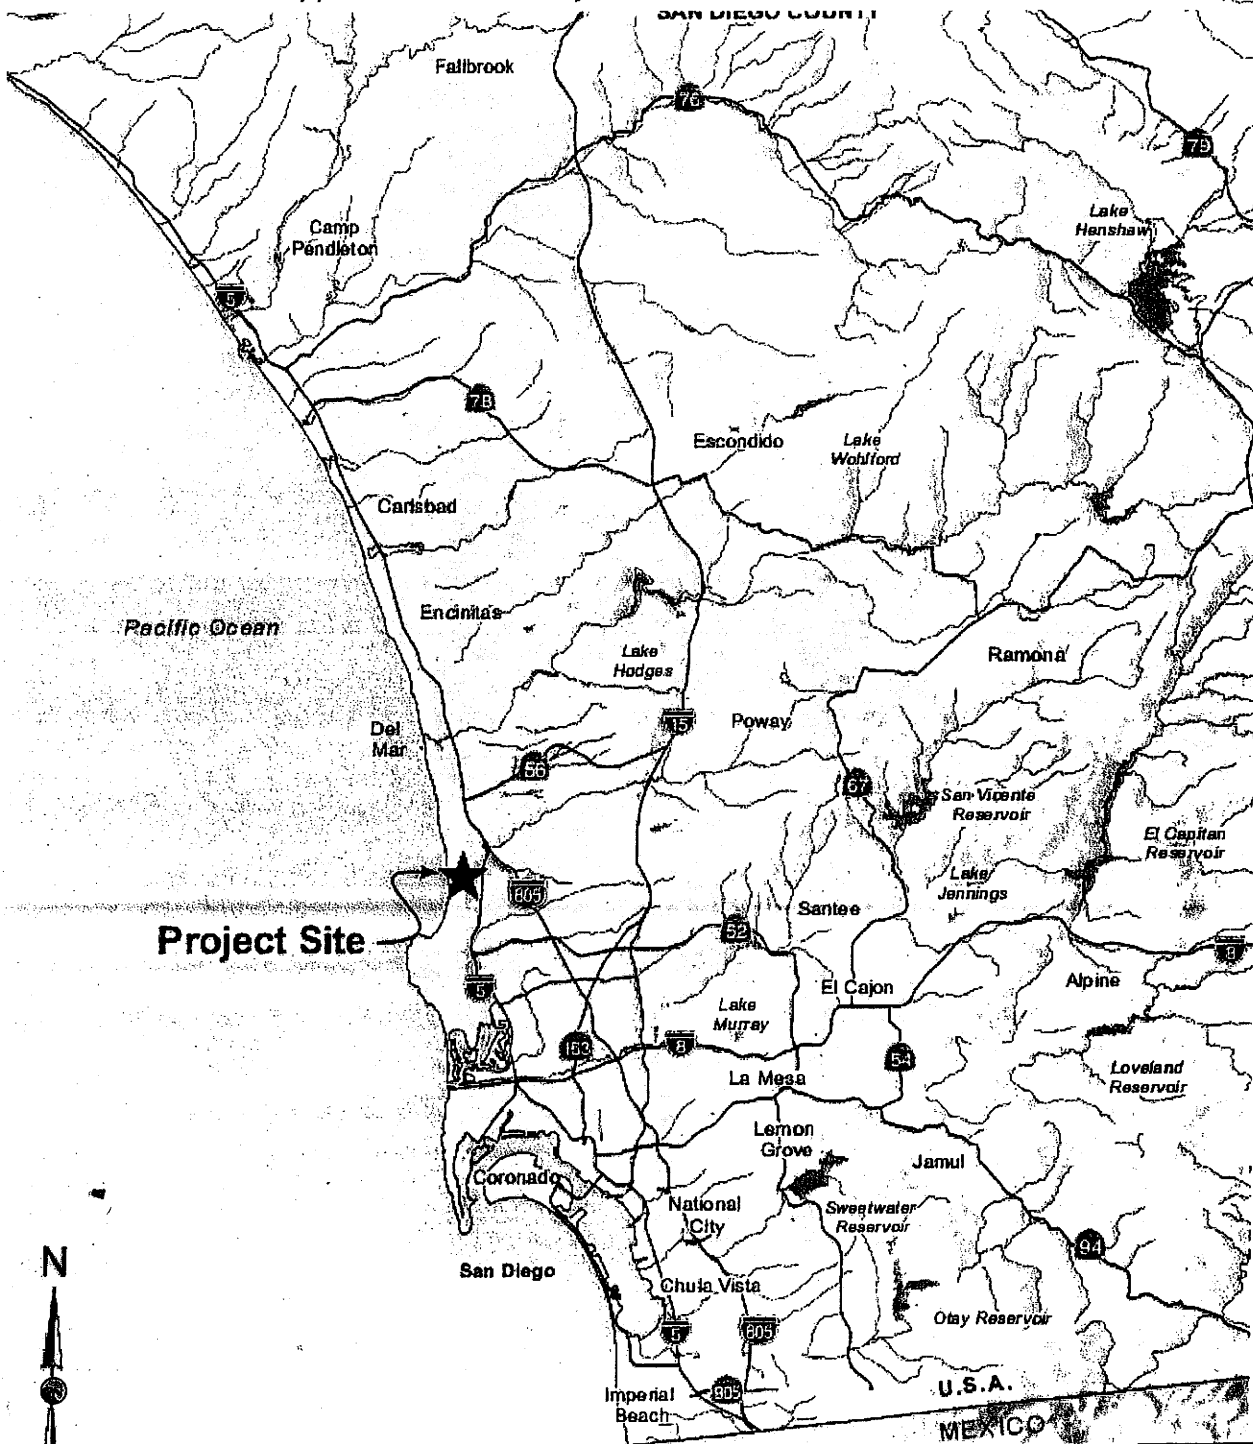 SAN DIEGO COUNTY
Fallbrook
76
79
Lake
Henshaw
Camp
Pendleton
5
78
Escondido
Lake
Wohlford
Carlsbad
Encinitas
Pacific Ocean
Lake
Hodges
Ramona
Del
Mar
15
Poway
56
67
San Vicente
Reservoir
El Capitan
Reservoir
805
Lake
Jennings
Santee
Project Site
52
8
5
El Cajon
Alpine
Lake
Murray
163
8
54
La Mesa
Loveland
Reservoir
Lemon
Grove
Jamul
Coronado
National
City
Sweetwater
Reservoir
94
N
San Diego
Chula Vista
Otay Reservoir
5
805
Imperial
Beach
905
U.S.A.
MEXICO